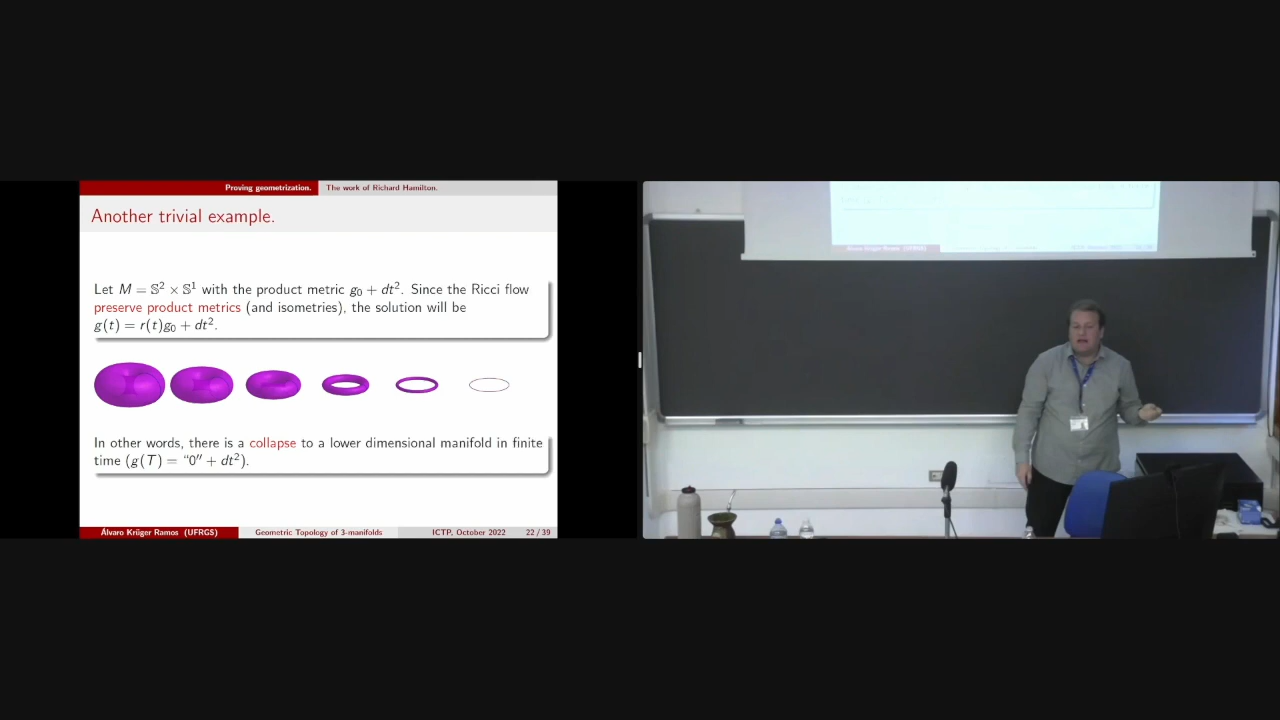 Proving geometrization. The work of Richard Hamilton.
Another trivial example.
Let M = 𝕊² × 𝕊¹ with the product metric g₀ + dt². Since the Ricci flow
preserve product metrics (and isometries), the solution will be
g(t) = r(t)g₀ + dt².
In other words, there is a collapse to a lower dimensional manifold in finite
time (g(T) = “0” + dt²).
Álvaro Krüger Ramos (UFRGS) Geometric Topology of 3-manifolds ICTP, October 2022 22 / 39